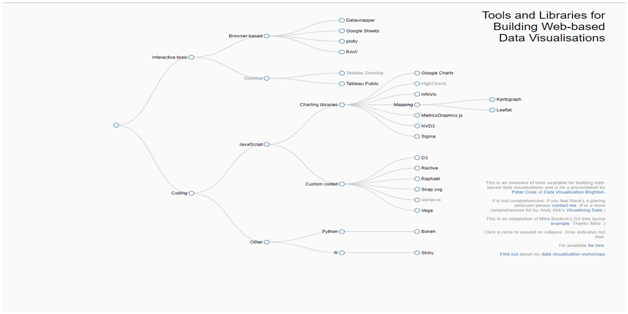 Tools and Libraries for
Building Web-based
Data Visualisations
Interactive tools
Browser-based
Datawrapper
Google Sheets
plotly
RAW
Desktop
Tableau Desktop
Tableau Public
Coding
JavaScript
Charting libraries
Google Charts
HighCharts
InfoVis
Mapping
Kartograph
Leaflet
MetricsGraphics.js
NVD3
Sigma
Custom coded
D3
Ractive
Raphaël
Snap.svg
Variance
Vega
Other
Python
Bokeh
R
Shiny
This is an overview of tools available for building web-
based data visualisations and is for a presentation by
Peter Cook of Data Visualisation Brighton.
It is not comprehensive. If you feel there's a glaring
omission please contact me. (For a more
comprehensive list try Andy Kirk's Visualising Data.)
This is an adaptation of Mike Bostock's D3 tree layout
example. Thanks Mike :)
Click a circle to expand or collapse. Grey indicates not
free.
I'm available for hire.
Find out about my data visualisation workshops